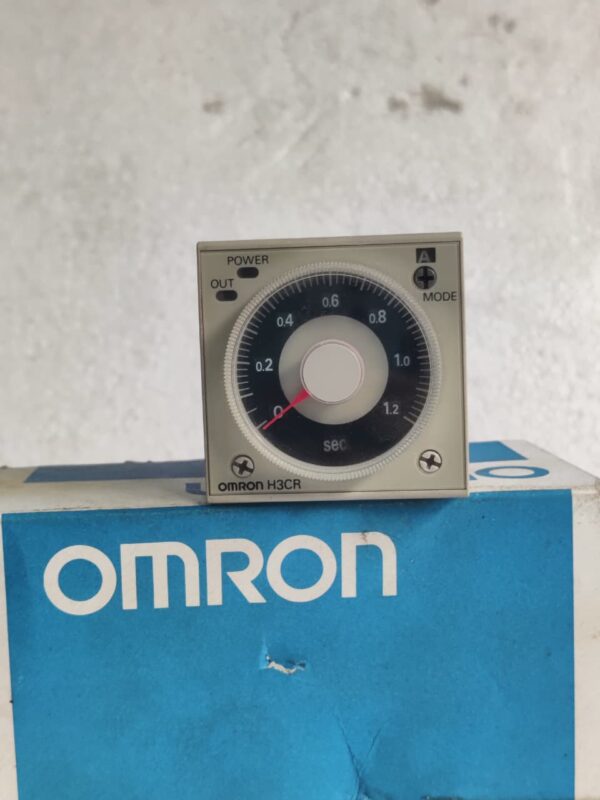 POWER
A
OUT
MODE
0.6
0.4
0.8
0.2
1.0
0
1.2
sec
OMRON H3CR
OMRON